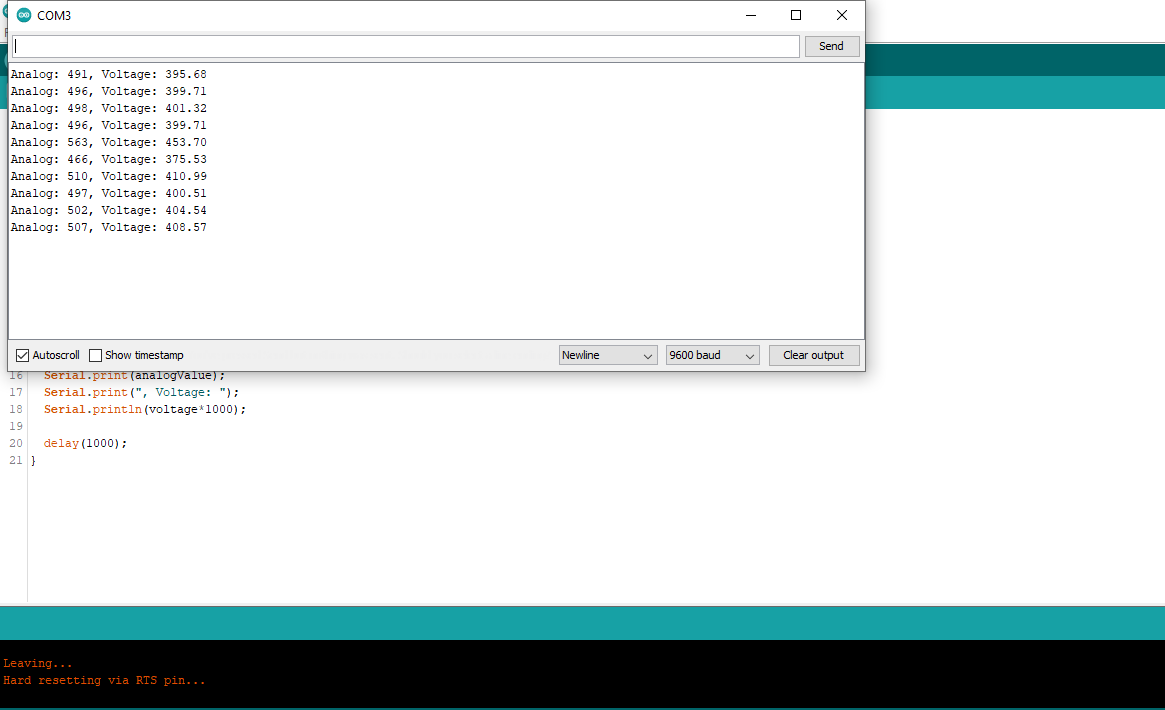 COM3
Send
Analog: 491, Voltage: 395.68
Analog: 496, Voltage: 399.71
Analog: 498, Voltage: 401.32
Analog: 496, Voltage: 399.71
Analog: 563, Voltage: 453.70
Analog: 466, Voltage: 375.53
Analog: 510, Voltage: 410.99
Analog: 497, Voltage: 400.51
Analog: 502, Voltage: 404.54
Analog: 507, Voltage: 408.57
Autoscroll Show timestamp Newline 9600 baud Clear output
16 Serial.print(analogValue);
17 Serial.print(", Voltage: ");
18 Serial.println(voltage*1000);
19
20 delay(1000);
21 }
Leaving...
Hard resetting via RTS pin...